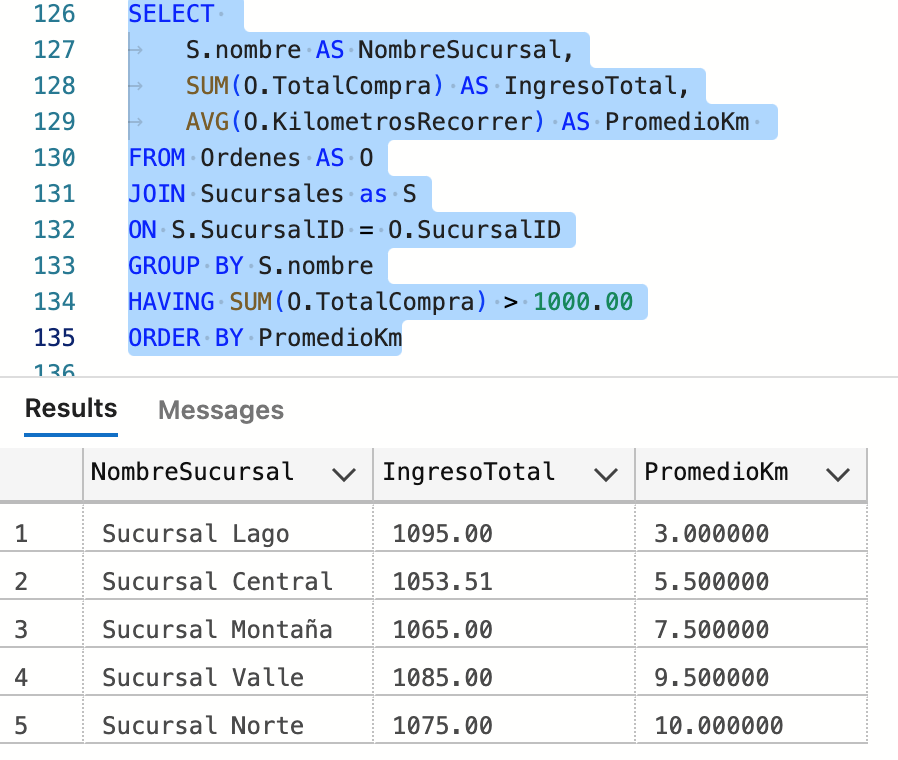 126 SELECT
127 S.nombre AS NombreSucursal,
128 SUM(O.TotalCompra) AS IngresoTotal,
129 AVG(O.KilometrosRecorrer) AS PromedioKm
130 FROM Ordenes AS O
131 JOIN Sucursales as S
132 ON S.SucursalID = O.SucursalID
133 GROUP BY S.nombre
134 HAVING SUM(O.TotalCompra) > 1000.00
135 ORDER BY PromedioKm
136
Results Messages
NombreSucursal IngresoTotal PromedioKm
1 Sucursal Lago 1095.00 3.000000
2 Sucursal Central 1053.51 5.500000
3 Sucursal Montaña 1065.00 7.500000
4 Sucursal Valle 1085.00 9.500000
5 Sucursal Norte 1075.00 10.000000